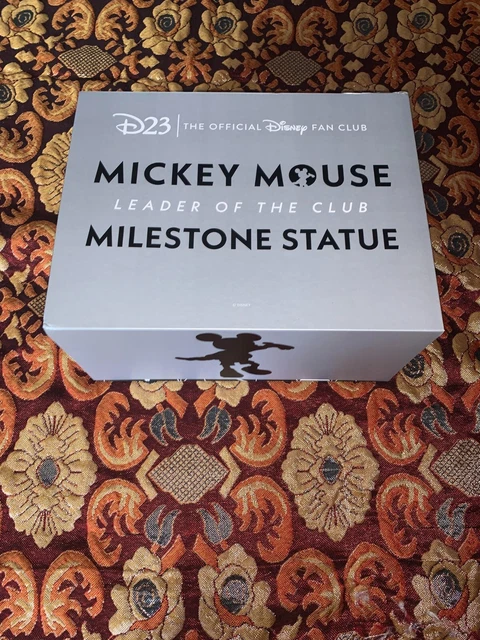 D23 | THE OFFICIAL Disney FAN CLUB
MICKEY MOUSE
LEADER OF THE CLUB
MILESTONE STATUE